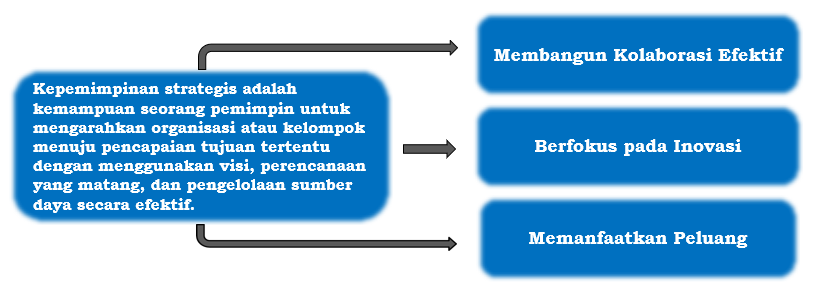 Kepemimpinan strategis adalah
kemampuan seorang pemimpin untuk
mengarahkan organisasi atau kelompok
menuju pencapaian tujuan tertentu
dengan menggunakan visi, perencanaan
yang matang, dan pengelolaan sumber
daya secara efektif.
Membangun Kolaborasi Efektif
Berfokus pada Inovasi
Memanfaatkan Peluang